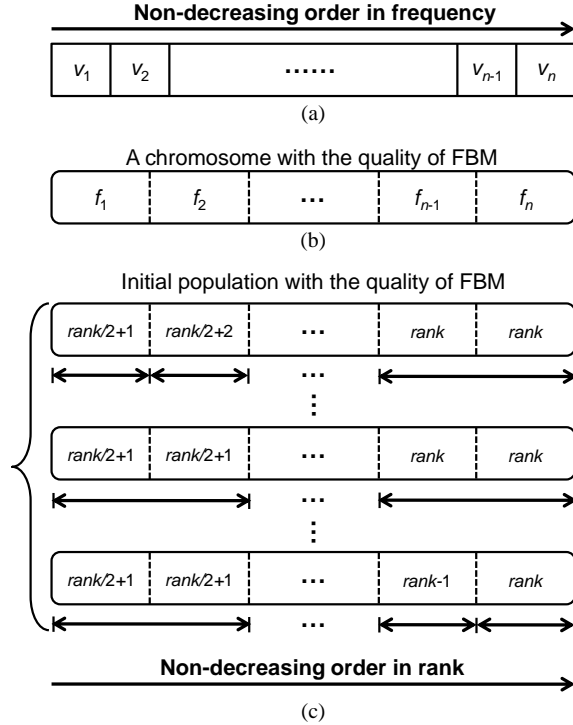 Non-decreasing order in frequency
v1 v2 ······ vn-1 vn
(a)
A chromosome with the quality of FBM
f1 f2 ··· fn-1 fn
(b)
Initial population with the quality of FBM
rank/2+1 rank/2+2 ··· rank rank
···
⋮
rank/2+1 rank/2+1 ··· rank rank
···
⋮
rank/2+1 rank/2+1 ··· rank-1 rank
···
Non-decreasing order in rank
(c)